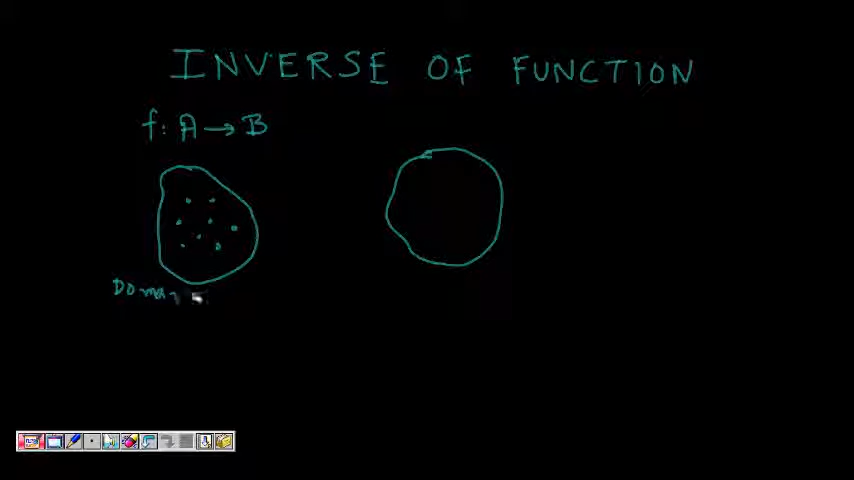 INVERSE OF FUNCTION
f: A → B